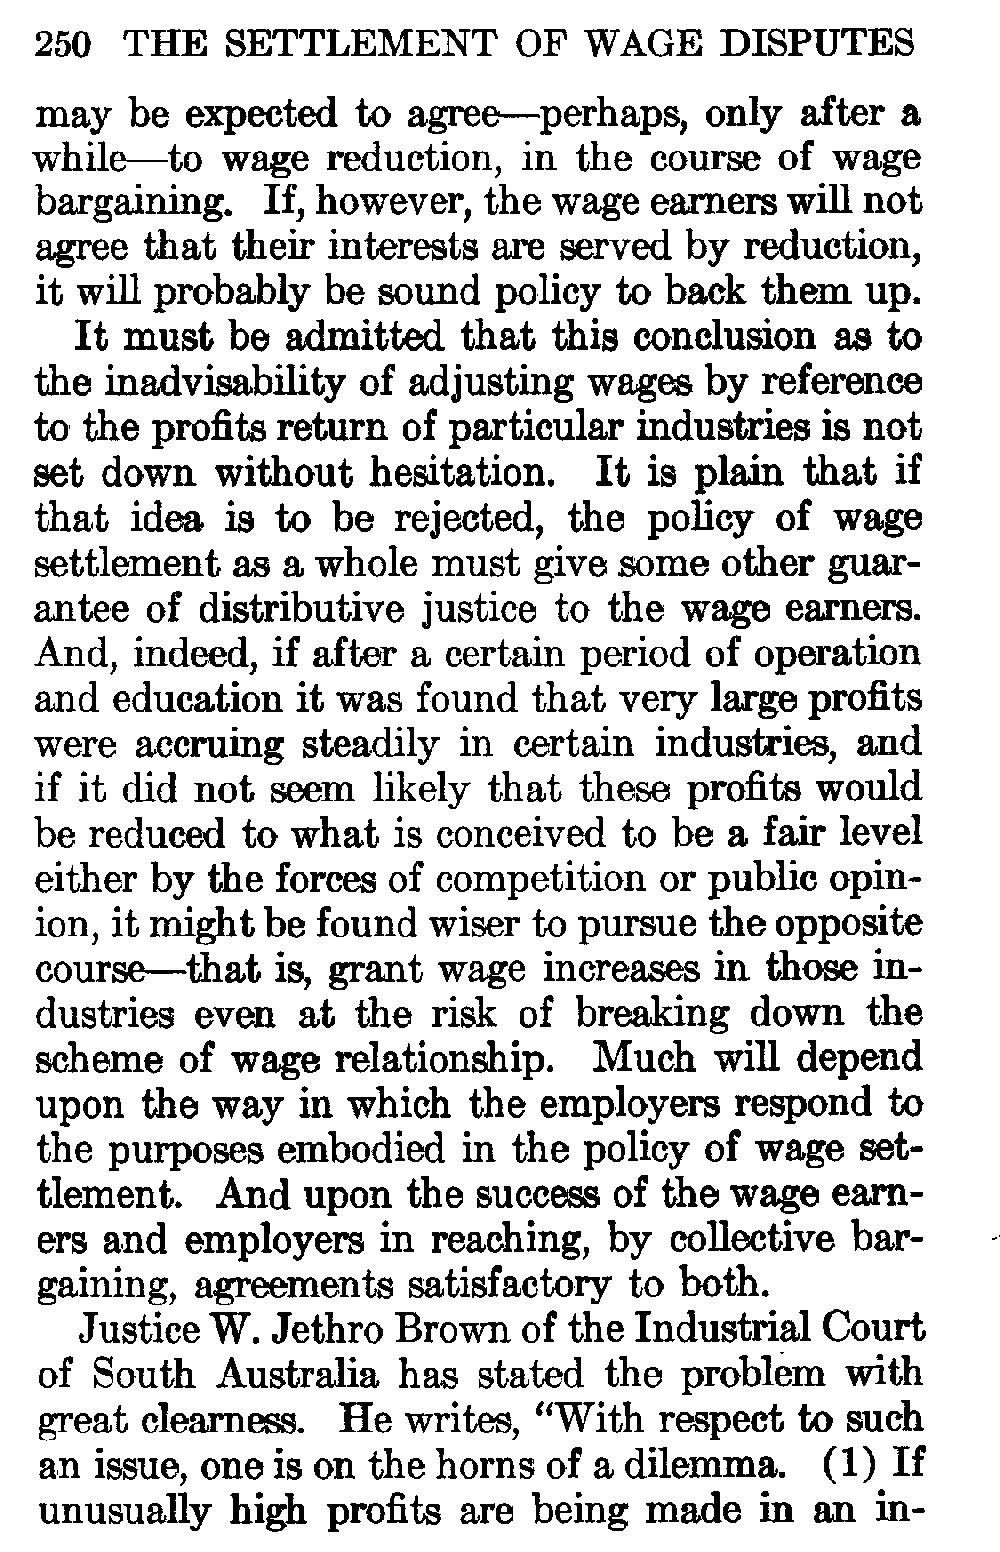 250 THE SETTLEMENT OF WAGE DISPUTES
may be expected to agree—perhaps, only after a
while—to wage reduction, in the course of wage
bargaining. If, however, the wage earners will not
agree that their interests are served by reduction,
it will probably be sound policy to back them up.
It must be admitted that this conclusion as to
the inadvisability of adjusting wages by reference
to the profits return of particular industries is not
set down without hesitation. It is plain that if
that idea is to be rejected, the policy of wage
settlement as a whole must give some other guar-
antee of distributive justice to the wage earners.
And, indeed, if after a certain period of operation
and education it was found that very large profits
were accruing steadily in certain industries, and
if it did not seem likely that these profits would
be reduced to what is conceived to be a fair level
either by the forces of competition or public opin-
ion, it might be found wiser to pursue the opposite
course—that is, grant wage increases in those in-
dustries even at the risk of breaking down the
scheme of wage relationship. Much will depend
upon the way in which the employers respond to
the purposes embodied in the policy of wage set-
tlement. And upon the success of the wage earn-
ers and employers in reaching, by collective bar-
gaining, agreements satisfactory to both.
Justice W. Jethro Brown of the Industrial Court
of South Australia has stated the problem with
great clearness. He writes, “With respect to such
an issue, one is on the horns of a dilemma. (1) If
unusually high profits are being made in an in-